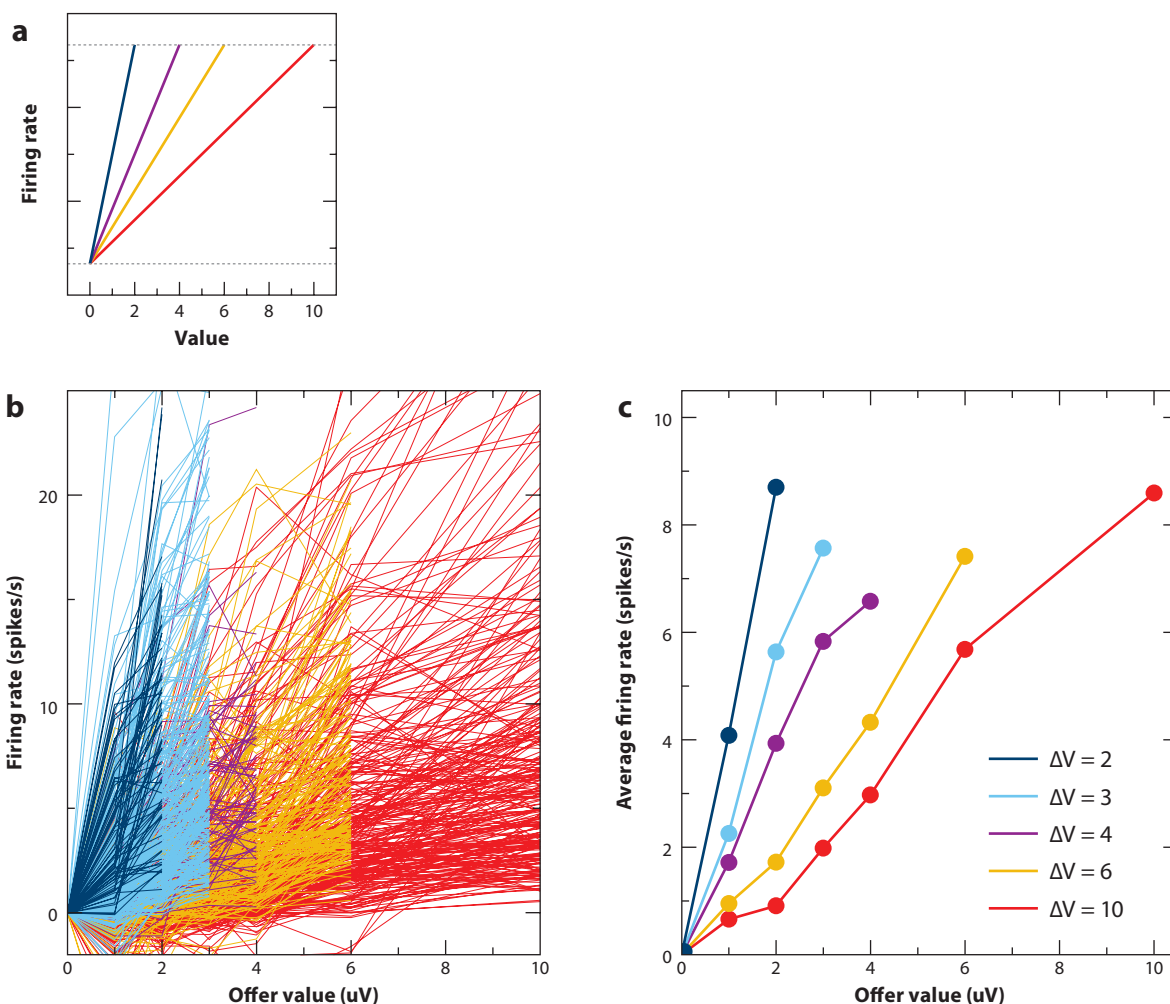 a
Firing rate
0 2 4 6 8 10
Value
b
Firing rate (spikes/s)
20
10
0
0 2 4 6 8 10
Offer value (uV)
c
Average firing rate (spikes/s)
10
8
6
4
2
0
0 2 4 6 8 10
Offer value (uV)
ΔV = 2
ΔV = 3
ΔV = 4
ΔV = 6
ΔV = 10